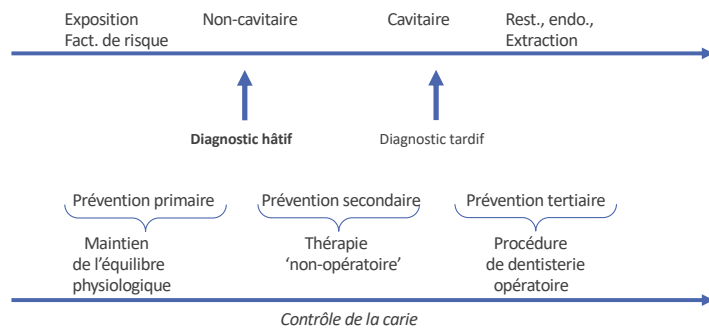 Exposition
Fact. de risque
Non-cavitaire
Cavitaire
Rest., endo.,
Extraction
Diagnostic hâtif
Diagnostic tardif
Prévention primaire
Prévention secondaire
Prévention tertiaire
Maintien
de l'équilibre
physiologique
Thérapie
'non-opératoire'
Procédure
de dentisterie
opératoire
Contrôle de la carie